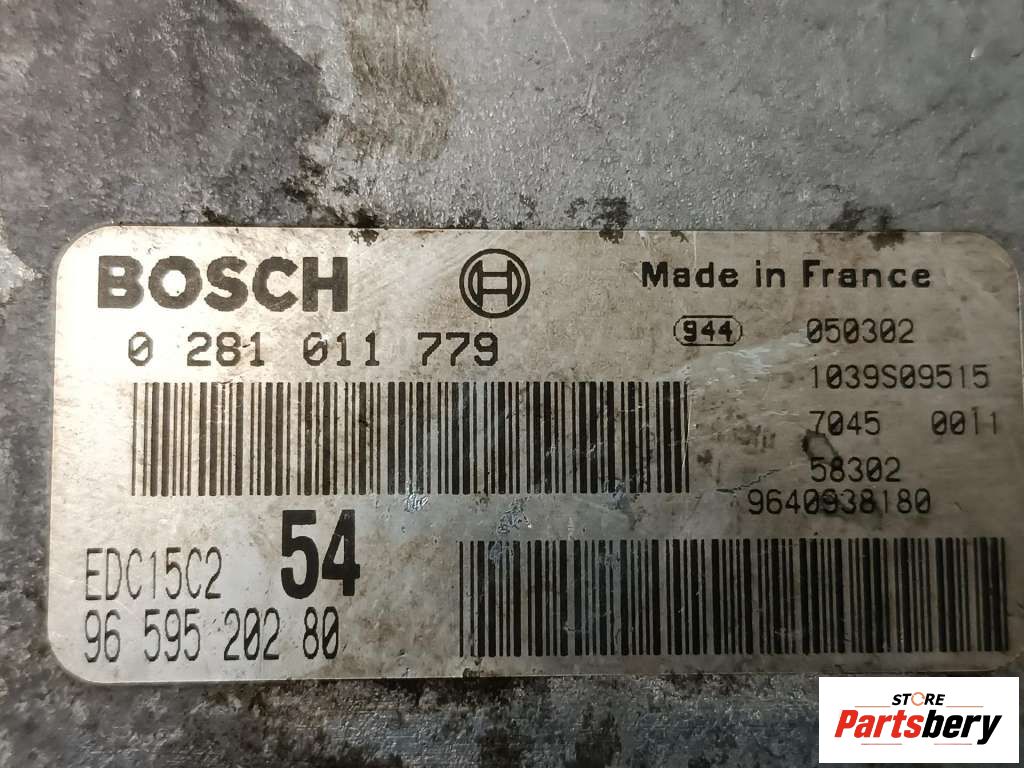 BOSCH
Made in France
0 281 011 779
944 050302
1039S09515
7045 0011
58302
9640938180
EDC15C2 54
96 595 202 80
STORE
Partsbery